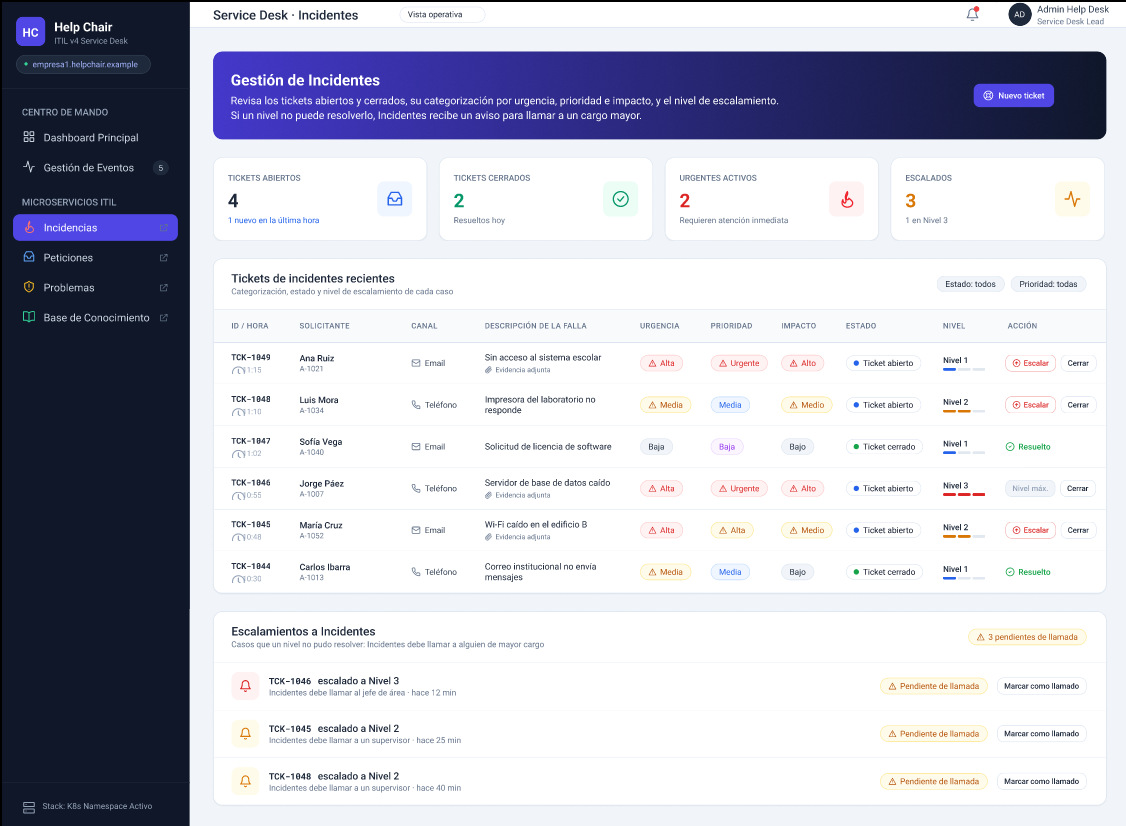 HC
Help Chair
ITIL v4 Service Desk
empresa1.helpchair.example
CENTRO DE MANDO
Dashboard Principal
Gestión de Eventos 5
MICROSERVICIOS ITIL
Incidencias
Peticiones
Problemas
Base de Conocimiento
Stack: K8s Namespace Activo
Service Desk · Incidentes Vista operativa
AD Admin Help Desk
Service Desk Lead
Gestión de Incidentes
Revisa los tickets abiertos y cerrados, su categorización por urgencia, prioridad e impacto, y el nivel de escalamiento.
Si un nivel no puede resolverlo, Incidentes recibe un aviso para llamar a un cargo mayor.
Nuevo ticket
TICKETS ABIERTOS
4
1 nuevo en la última hora
TICKETS CERRADOS
2
Resueltos hoy
URGENTES ACTIVOS
2
Requieren atención inmediata
ESCALADOS
3
1 en Nivel 3
Tickets de incidentes recientes
Categorización, estado y nivel de escalamiento de cada caso
Estado: todos Prioridad: todas
ID / HORA SOLICITANTE CANAL DESCRIPCIÓN DE LA FALLA URGENCIA PRIORIDAD IMPACTO ESTADO NIVEL ACCIÓN
TCK-1049 Ana Ruiz Email Sin acceso al sistema escolar Alta Urgente Alto Ticket abierto Nivel 1 Escalar Cerrar
11:15 A-1021 Evidencia adjunta
TCK-1048 Luis Mora Teléfono Impresora del laboratorio no Media Media Medio Ticket abierto Nivel 2 Escalar Cerrar
11:10 A-1034 responde
TCK-1047 Sofía Vega Email Solicitud de licencia de software Baja Baja Bajo Ticket cerrado Nivel 1 Resuelto
11:02 A-1040
TCK-1046 Jorge Páez Teléfono Servidor de base de datos caído Alta Urgente Alto Ticket abierto Nivel 3 Nivel máx. Cerrar
10:55 A-1007 Evidencia adjunta
TCK-1045 María Cruz Email Wi-Fi caído en el edificio B Alta Alta Medio Ticket abierto Nivel 2 Escalar Cerrar
10:48 A-1052 Evidencia adjunta
TCK-1044 Carlos Ibarra Teléfono Correo institucional no envía Media Media Bajo Ticket cerrado Nivel 1 Resuelto
10:30 A-1013 mensajes
Escalamientos a Incidentes
Casos que un nivel no pudo resolver: Incidentes debe llamar a alguien de mayor cargo
3 pendientes de llamada
TCK-1046 escalado a Nivel 3
Incidentes debe llamar al jefe de área · hace 12 min
Pendiente de llamada Marcar como llamado
TCK-1045 escalado a Nivel 2
Incidentes debe llamar a un supervisor · hace 25 min
Pendiente de llamada Marcar como llamado
TCK-1048 escalado a Nivel 2
Incidentes debe llamar a un supervisor · hace 40 min
Pendiente de llamada Marcar como llamado